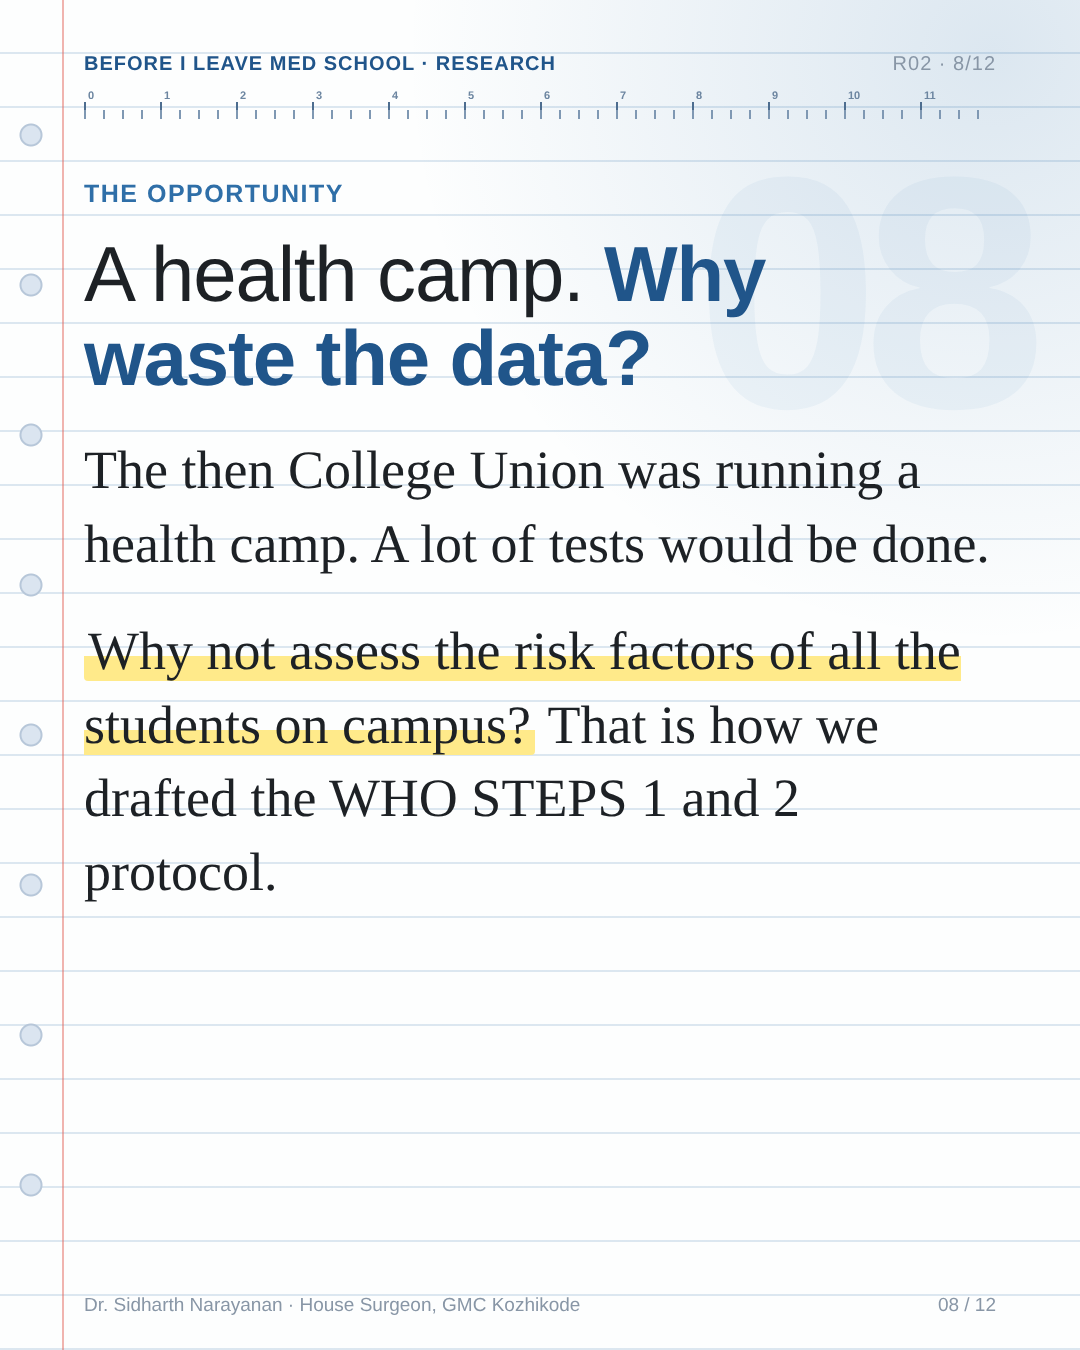 BEFORE I LEAVE MED SCHOOL · RESEARCH
R02 · 8/12
0 1 2 3 4 5 6 7 8 9 10 11
THE OPPORTUNITY
08
A health camp. Why
waste the data?
The then College Union was running a
health camp. A lot of tests would be done.
Why not assess the risk factors of all the
students on campus? That is how we
drafted the WHO STEPS 1 and 2
protocol.
Dr. Sidharth Narayanan · House Surgeon, GMC Kozhikode
08 / 12